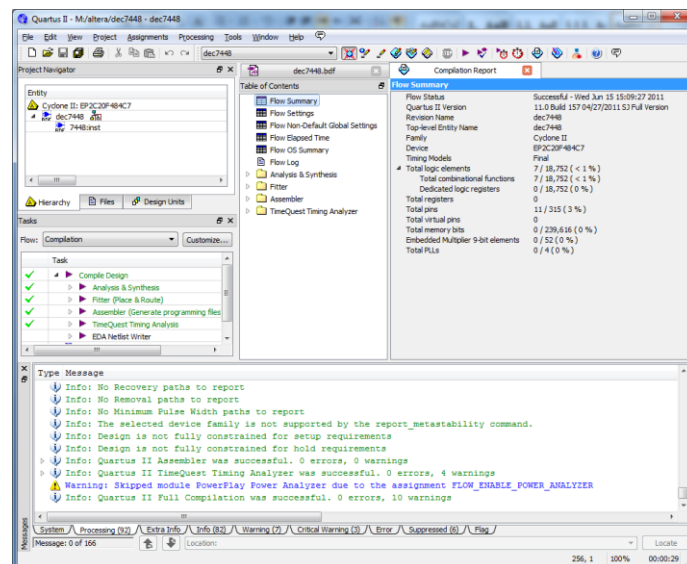 Quartus II - M:/altera/dec7448 - dec7448
File Edit View Project Assignments Processing Tools Window Help
dec7448
Project Navigator
Entity
Cyclone II: EP2C20F484C7
dec7448
7448:inst
Hierarchy Files Design Units
Tasks
Flow: Compilation Customize...
Task
Compile Design
Analysis & Synthesis
Fitter (Place & Route)
Assembler (Generate programming files
TimeQuest Timing Analysis
EDA Netlist Writer
dec7448.bdf
Table of Contents
Flow Summary
Flow Settings
Flow Non-Default Global Settings
Flow Elapsed Time
Flow OS Summary
Flow Log
Analysis & Synthesis
Fitter
Assembler
TimeQuest Timing Analyzer
Compilation Report
Flow Summary
Flow Status Successful - Wed Jun 15 15:09:27 2011
Quartus II Version 11.0 Build 157 04/27/2011 SJ Full Version
Revision Name dec7448
Top-level Entity Name dec7448
Family Cyclone II
Device EP2C20F484C7
Timing Models Final
Total logic elements 7 / 18,752 ( < 1 % )
Total combinational functions 7 / 18,752 ( < 1 % )
Dedicated logic registers 0 / 18,752 ( 0 % )
Total registers 0
Total pins 11 / 315 ( 3 % )
Total virtual pins 0
Total memory bits 0 / 239,616 ( 0 % )
Embedded Multiplier 9-bit elements 0 / 52 ( 0 % )
Total PLLs 0 / 4 ( 0 % )
Type Message
Info: No Recovery paths to report
Info: No Removal paths to report
Info: No Minimum Pulse Width paths to report
Info: The selected device family is not supported by the report_metastability command.
Info: Design is not fully constrained for setup requirements
Info: Design is not fully constrained for hold requirements
Info: Quartus II Assembler was successful. 0 errors, 0 warnings
Info: Quartus II TimeQuest Timing Analyzer was successful. 0 errors, 4 warnings
Warning: Skipped module PowerPlay Power Analyzer due to the assignment FLOW_ENABLE_POWER_ANALYZER
Info: Quartus II Full Compilation was successful. 0 errors, 10 warnings
System Processing (92) Extra Info Info (82) Warning (7) Critical Warning (3) Error Suppressed (6) Flag
Messages
Message: 0 of 166 Location: Locate
256, 1 100% 00:00:29